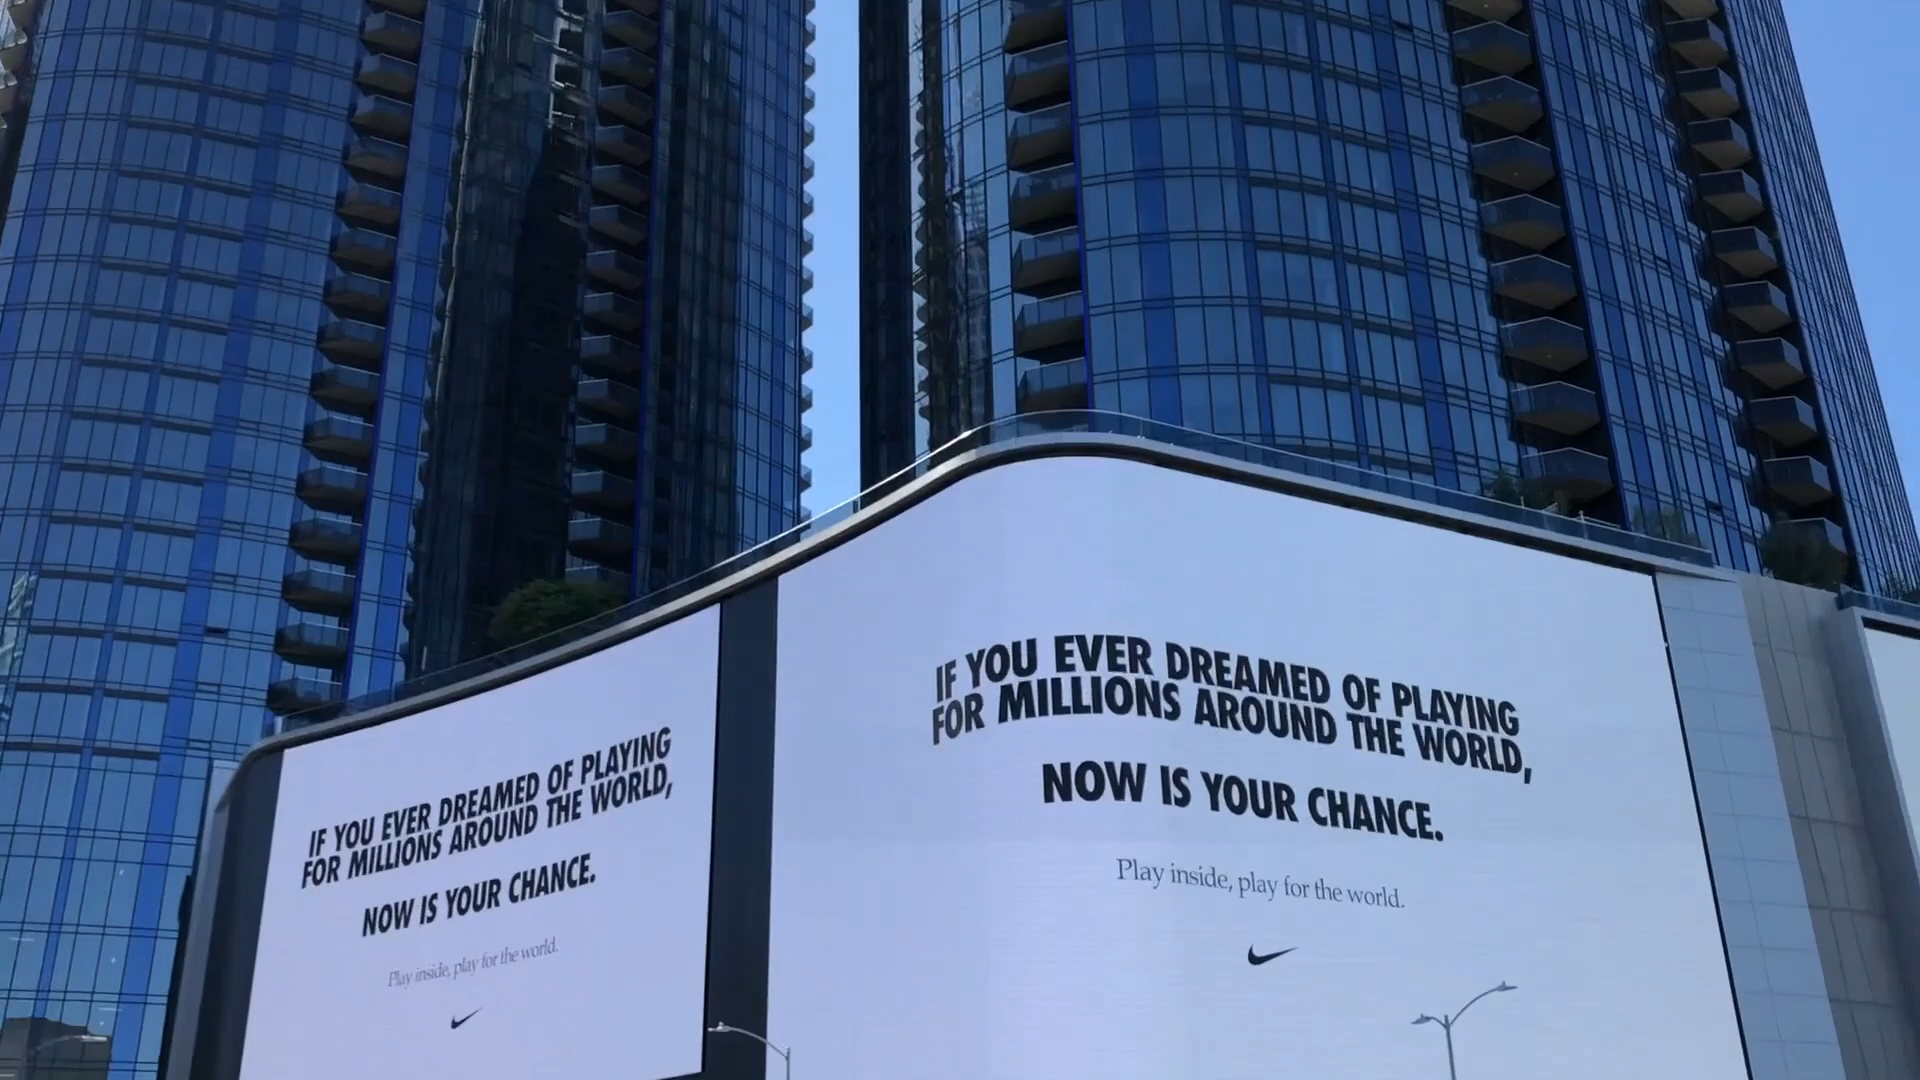 IF YOU EVER DREAMED OF PLAYING
FOR MILLIONS AROUND THE WORLD,
NOW IS YOUR CHANCE.
Play inside, play for the world.
IF YOU EVER DREAMED OF PLAYING
FOR MILLIONS AROUND THE WORLD,
NOW IS YOUR CHANCE.
Play inside, play for the world.